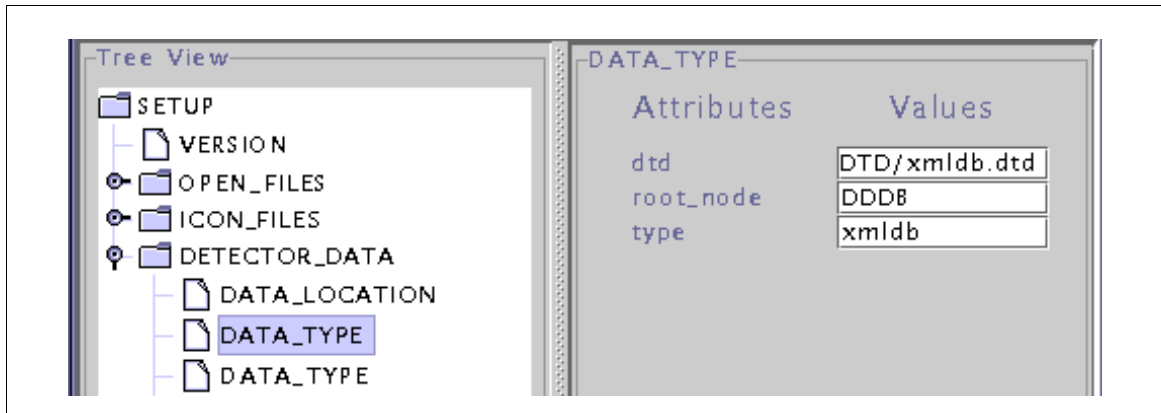 Tree View
SETUP
VERSION
OPEN_FILES
ICON_FILES
DETECTOR_DATA
DATA_LOCATION
DATA_TYPE
DATA_TYPE
DATA_TYPE
Attributes Values
dtd DTD/xmldb.dtd
root_node DDDB
type xmldb